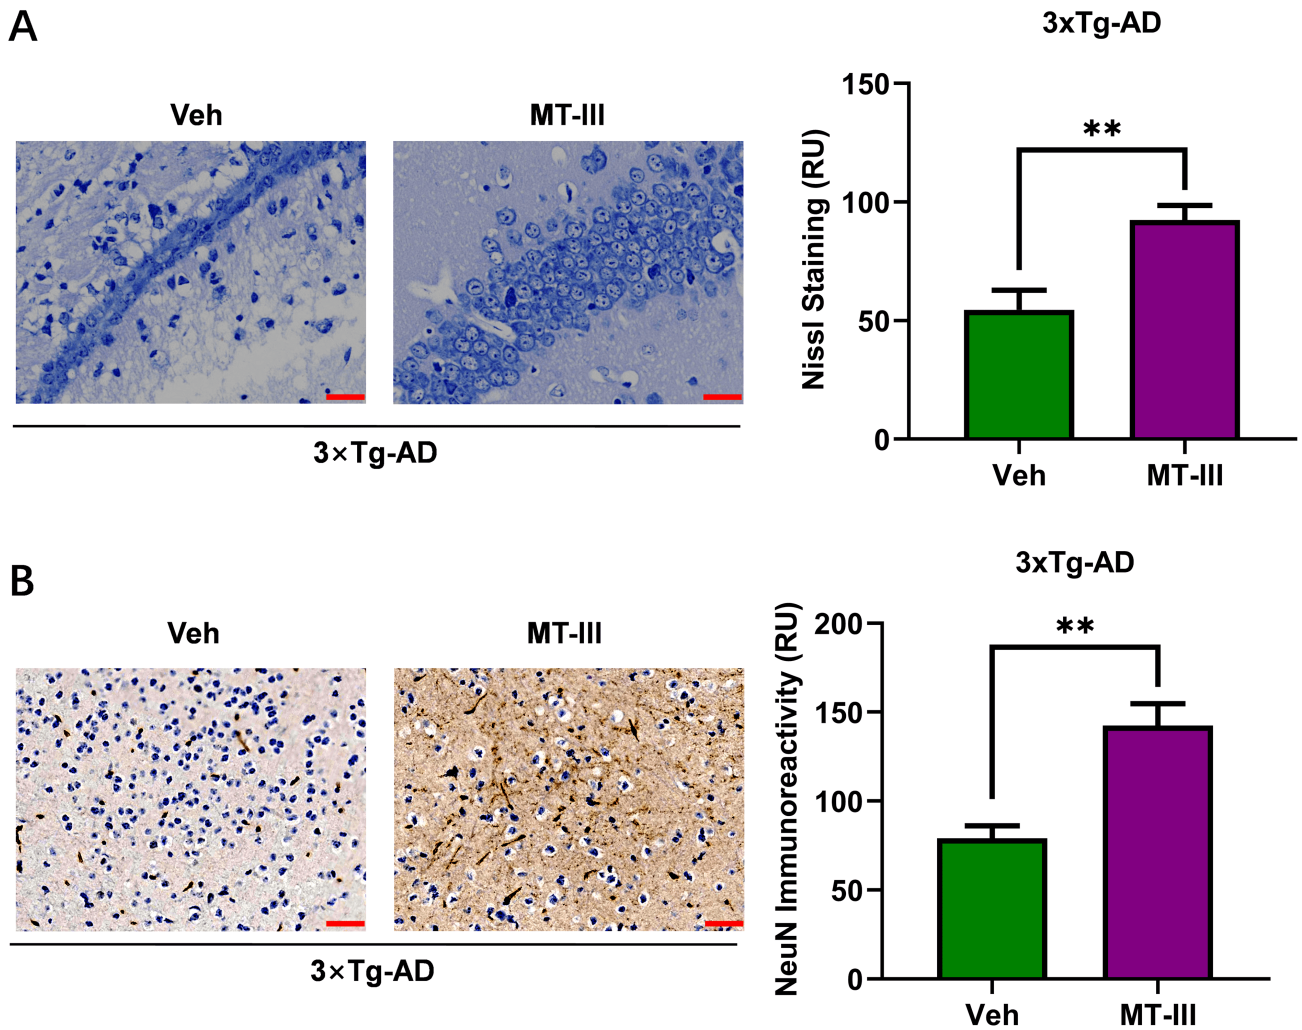 A
3xTg-AD
Veh
MT-III
Nissl Staining (RU)
150
100
50
0
**
Veh
MT-III
3×Tg-AD
B
3xTg-AD
Veh
MT-III
NeuN Immunoreactivity (RU)
200
150
100
50
0
**
Veh
MT-III
3×Tg-AD